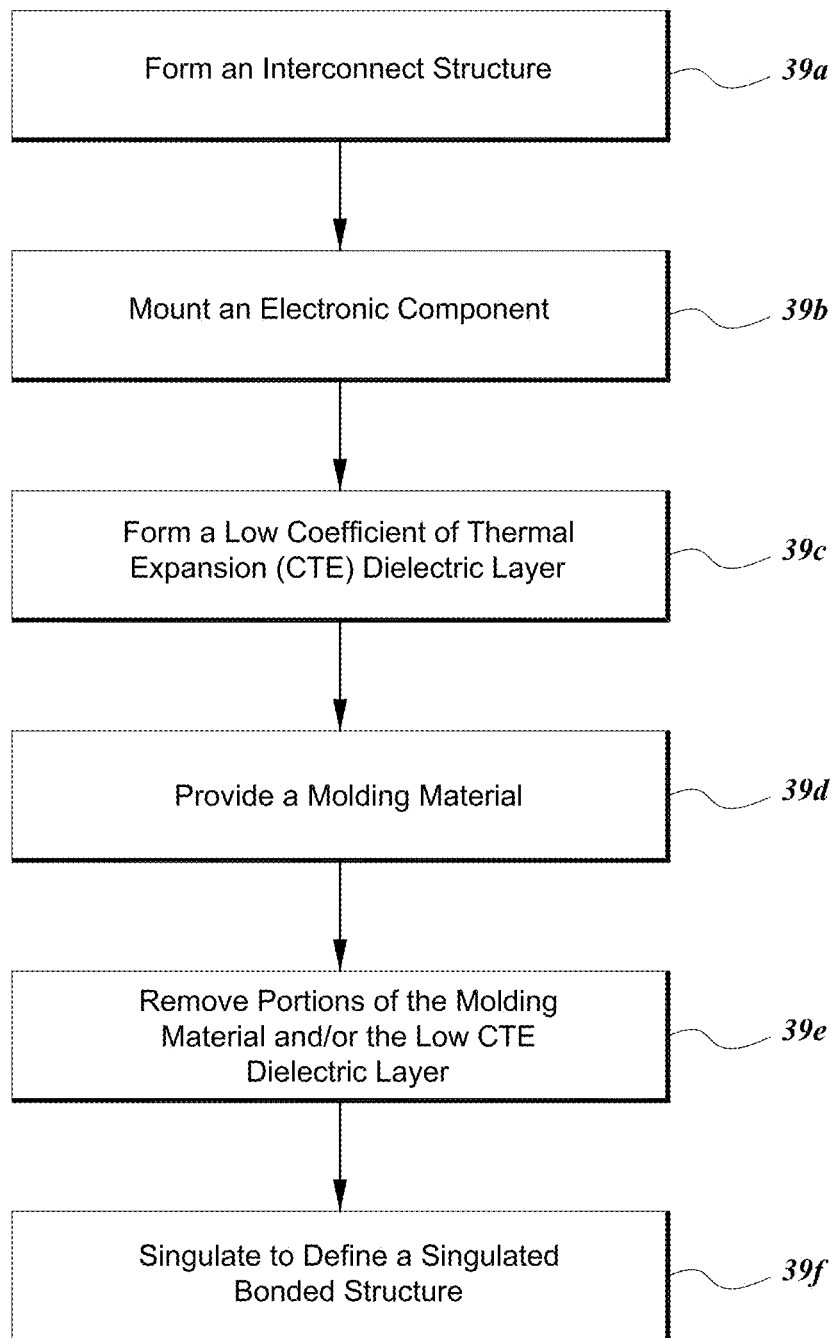 Form an Interconnect Structure
39a
Mount an Electronic Component
39b
Form a Low Coefficient of Thermal
Expansion (CTE) Dielectric Layer
39c
Provide a Molding Material
39d
Remove Portions of the Molding
Material and/or the Low CTE
Dielectric Layer
39e
Singulate to Define a Singulated
Bonded Structure
39f